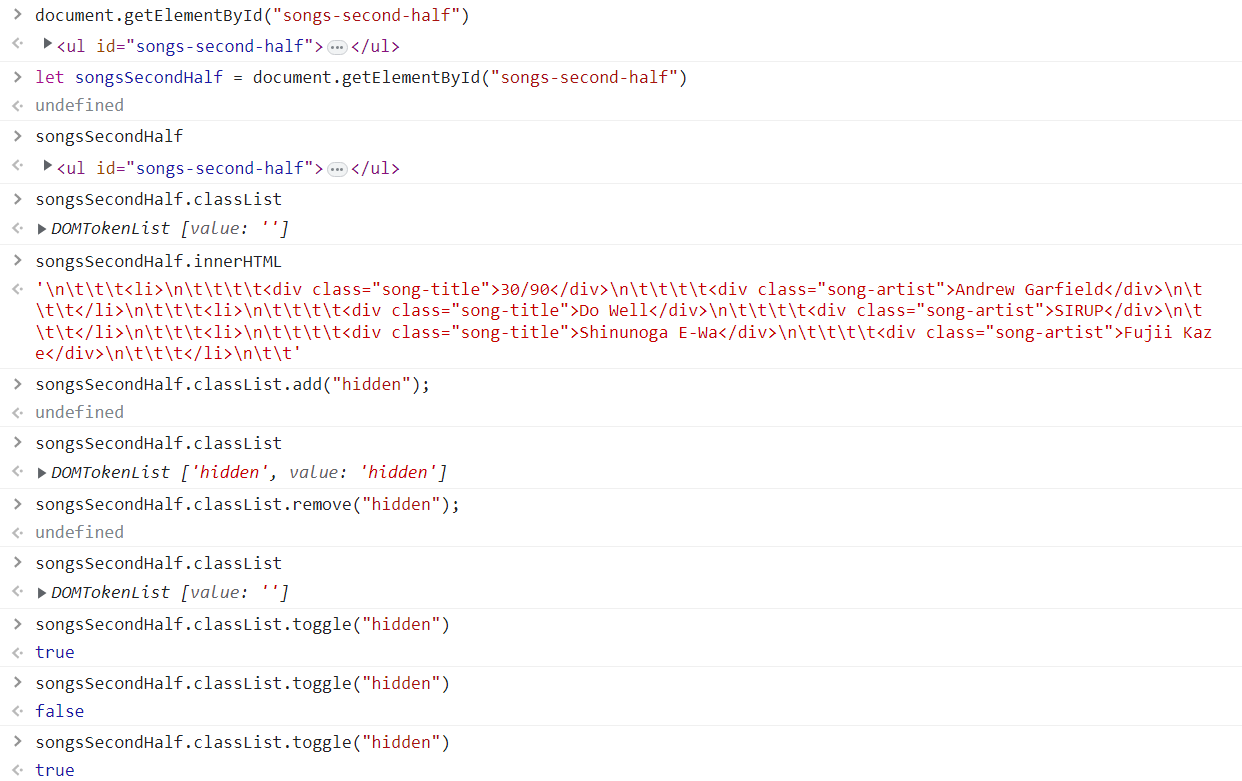 > document.getElementById("songs-second-half")
<· ▶<ul id="songs-second-half">…</ul>
> let songsSecondHalf = document.getElementById("songs-second-half")
<· undefined
> songsSecondHalf
<· ▶<ul id="songs-second-half">…</ul>
> songsSecondHalf.classList
<· ▶DOMTokenList [value: '']
> songsSecondHalf.innerHTML
<· '\n\t\t\t<li>\n\t\t\t\t<div class="song-title">30/90</div>\n\t\t\t\t<div class="song-artist">Andrew Garfield</div>\n\t
\t\t</li>\n\t\t\t<li>\n\t\t\t\t<div class="song-title">Do Well</div>\n\t\t\t\t<div class="song-artist">SIRUP</div>\n\t
\t\t</li>\n\t\t\t<li>\n\t\t\t\t<div class="song-title">Shinunoga E-Wa</div>\n\t\t\t\t<div class="song-artist">Fujii Kaz
e</div>\n\t\t\t</li>\n\t\t'
> songsSecondHalf.classList.add("hidden");
<· undefined
> songsSecondHalf.classList
<· ▶DOMTokenList ['hidden', value: 'hidden']
> songsSecondHalf.classList.remove("hidden");
<· undefined
> songsSecondHalf.classList
<· ▶DOMTokenList [value: '']
> songsSecondHalf.classList.toggle("hidden")
<· true
> songsSecondHalf.classList.toggle("hidden")
<· false
> songsSecondHalf.classList.toggle("hidden")
<· true